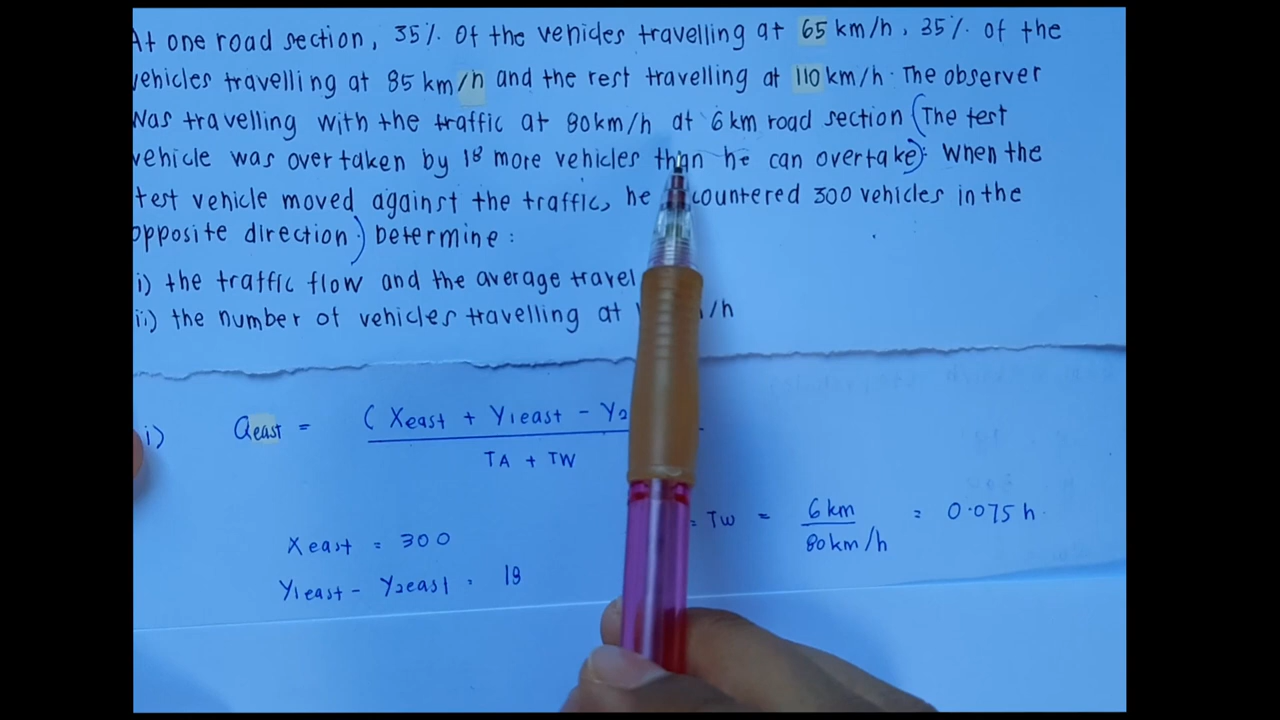 At one road section, 35% of the vehicles travelling at 65 km/h, 35% of the
vehicles travelling at 85 km/h and the rest travelling at 110 km/h. The observer
was travelling with the traffic at 80km/h at 6 km road section (The test
vehicle was overtaken by 18 more vehicles than he can overtake). When the
test vehicle moved against the traffic, he countered 300 vehicles in the
opposite direction) Determine :
i) the traffic flow and the average travel
ii) the number of vehicles travelling at /h
i) Qeast = ( Xeast + Y1east - Y2
TA + TW
= TW = 6 km / 80km/h = 0.075 h.
Xeast = 300
Y1east - Y2east = 18